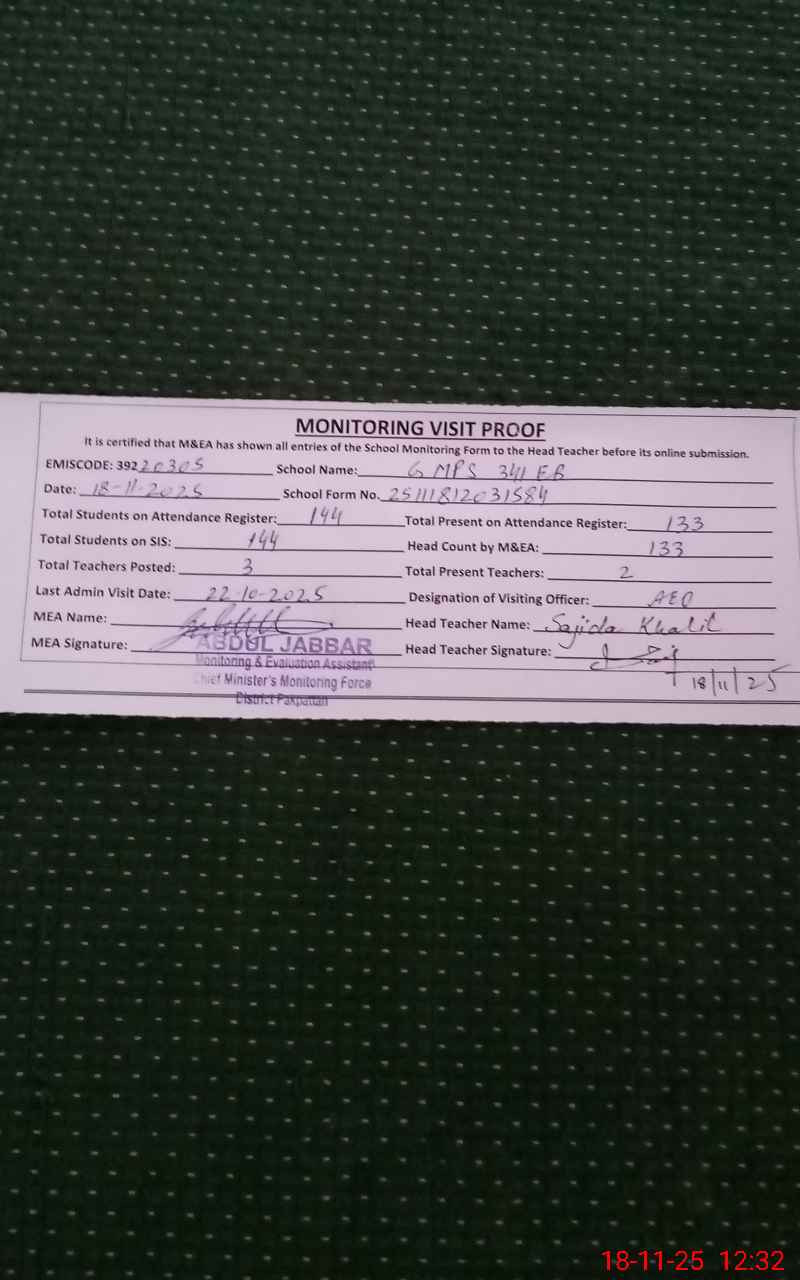 MONITORING VISIT PROOF
It is certified that M&EA has shown all entries of the School Monitoring Form to the Head Teacher before its online submission.
EMISCODE: 39220305 School Name: GMPS 341 EB
Date: 18-11-2025 School Form No. 25111812031584
Total Students on Attendance Register: 144 Total Present on Attendance Register: 133
Total Students on SIS: 144 Head Count by M&EA: 133
Total Teachers Posted: 3 Total Present Teachers: 2
Last Admin Visit Date: 22-10-2025 Designation of Visiting Officer: AEO
MEA Name: Head Teacher Name: Sajida Khalil
MEA Signature: ABDUL JABBAR Head Teacher Signature:
Monitoring & Evaluation Assistant
Chief Minister's Monitoring Force
District Pakpattan
18/11/25
18-11-25 12:32